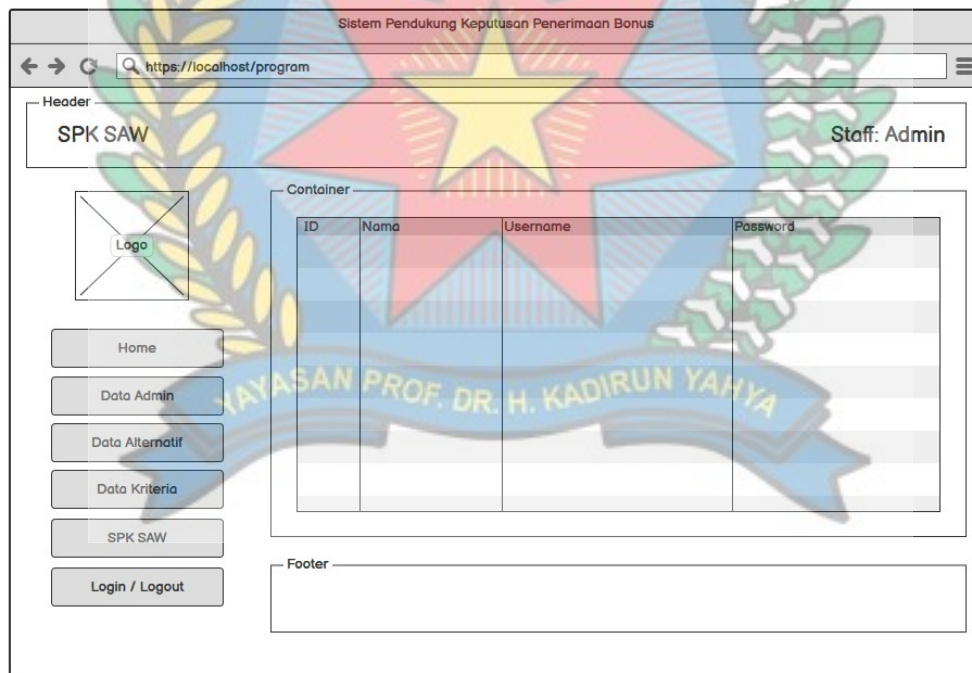 Sistem Pendukung Keputusan Penerimaan Bonus
https://localhost/program
Header
SPK SAW
Staff: Admin
Logo
Home
Data Admin
Data Alternatif
Data Kriteria
SPK SAW
Login / Logout
Container
ID Nama Username Password
YAYASAN PROF. DR. H. KADIRUN YAHYA
Footer